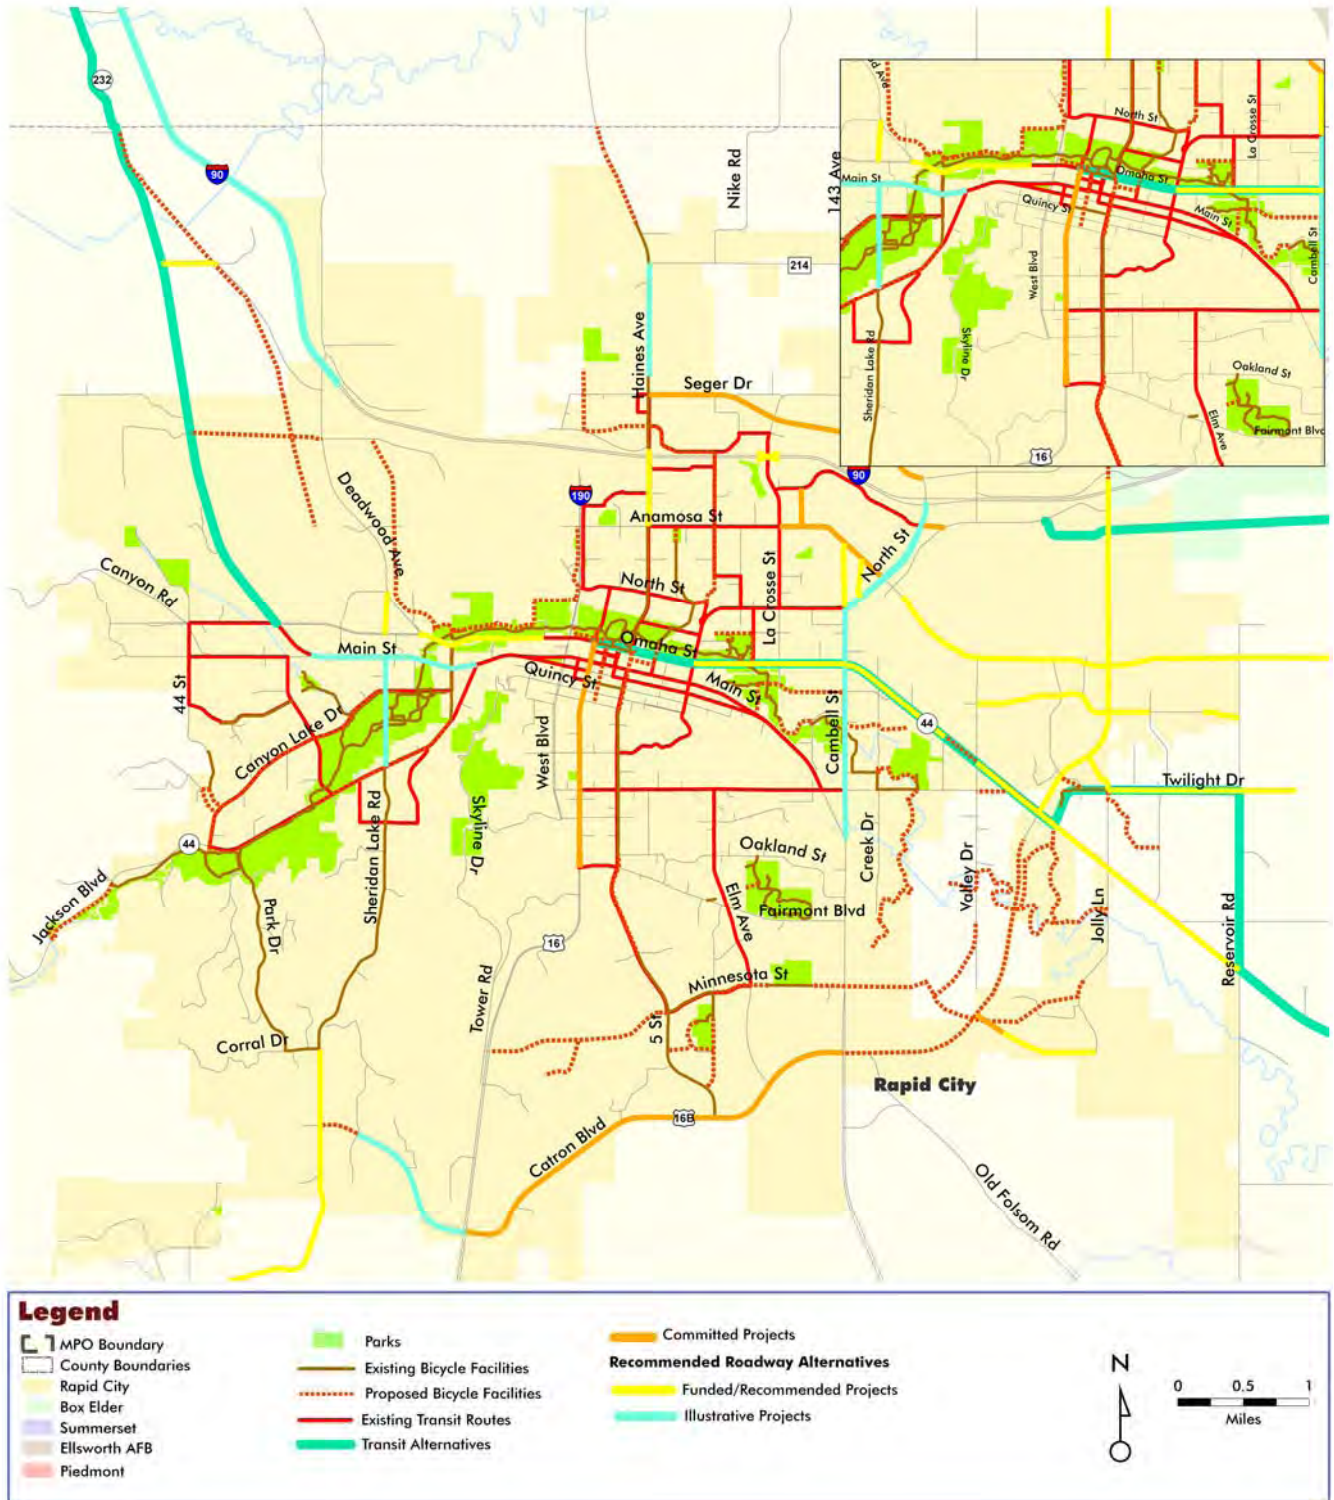 232
90
Nike Rd
214
143 Ave
od Ave
North St
La Crosse St
Main St
Omaha St
Quincy St
Main St
West Blvd
Cambell St
Skyline Dr
Sheridan Lake Rd
Oakland St
Elm Ave
Fairmont Blvd
16
Haines Ave
Seger Dr
90
190
Deadwood Ave
Anamosa St
North St
Canyon Rd
North St
La Crosse St
Main St
Omaha St
Quincy St
Main St
44 St
Canyon Lake Dr
West Blvd
Cambell St
44
Twilight Dr
Skyline Dr
Sheridan Lake Rd
44
Oakland St
Creek Dr
Valley Dr
Jackson Blvd
Park Dr
Elm Ave
Fairmont Blvd
Jolly Ln
Reservoir Rd
16
Tower Rd
Minnesota St
5 St
Corral Dr
Rapid City
16B
Catron Blvd
Old Folsom Rd
Legend
MPO Boundary
County Boundaries
Rapid City
Box Elder
Summerset
Ellsworth AFB
Piedmont
Parks
Existing Bicycle Facilities
Proposed Bicycle Facilities
Existing Transit Routes
Transit Alternatives
Committed Projects
Recommended Roadway Alternatives
Funded/Recommended Projects
Illustrative Projects
N
0 0.5 1
Miles